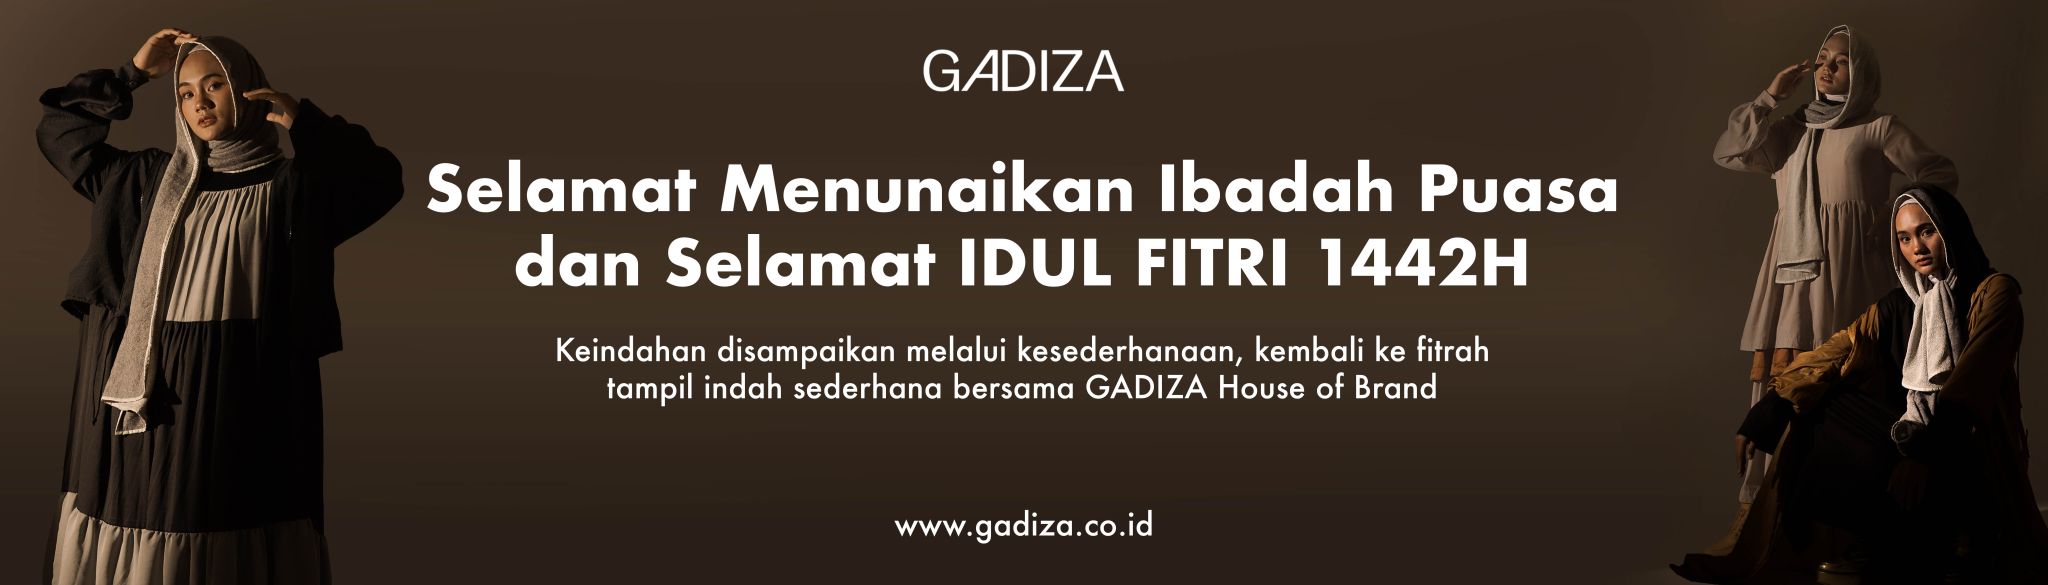 GADIZA
Selamat Menunaikan Ibadah Puasa
dan Selamat IDUL FITRI 1442H
Keindahan disampaikan melalui kesederhanaan, kembali ke fitrah
tampil indah sederhana bersama GADIZA House of Brand
www.gadiza.co.id